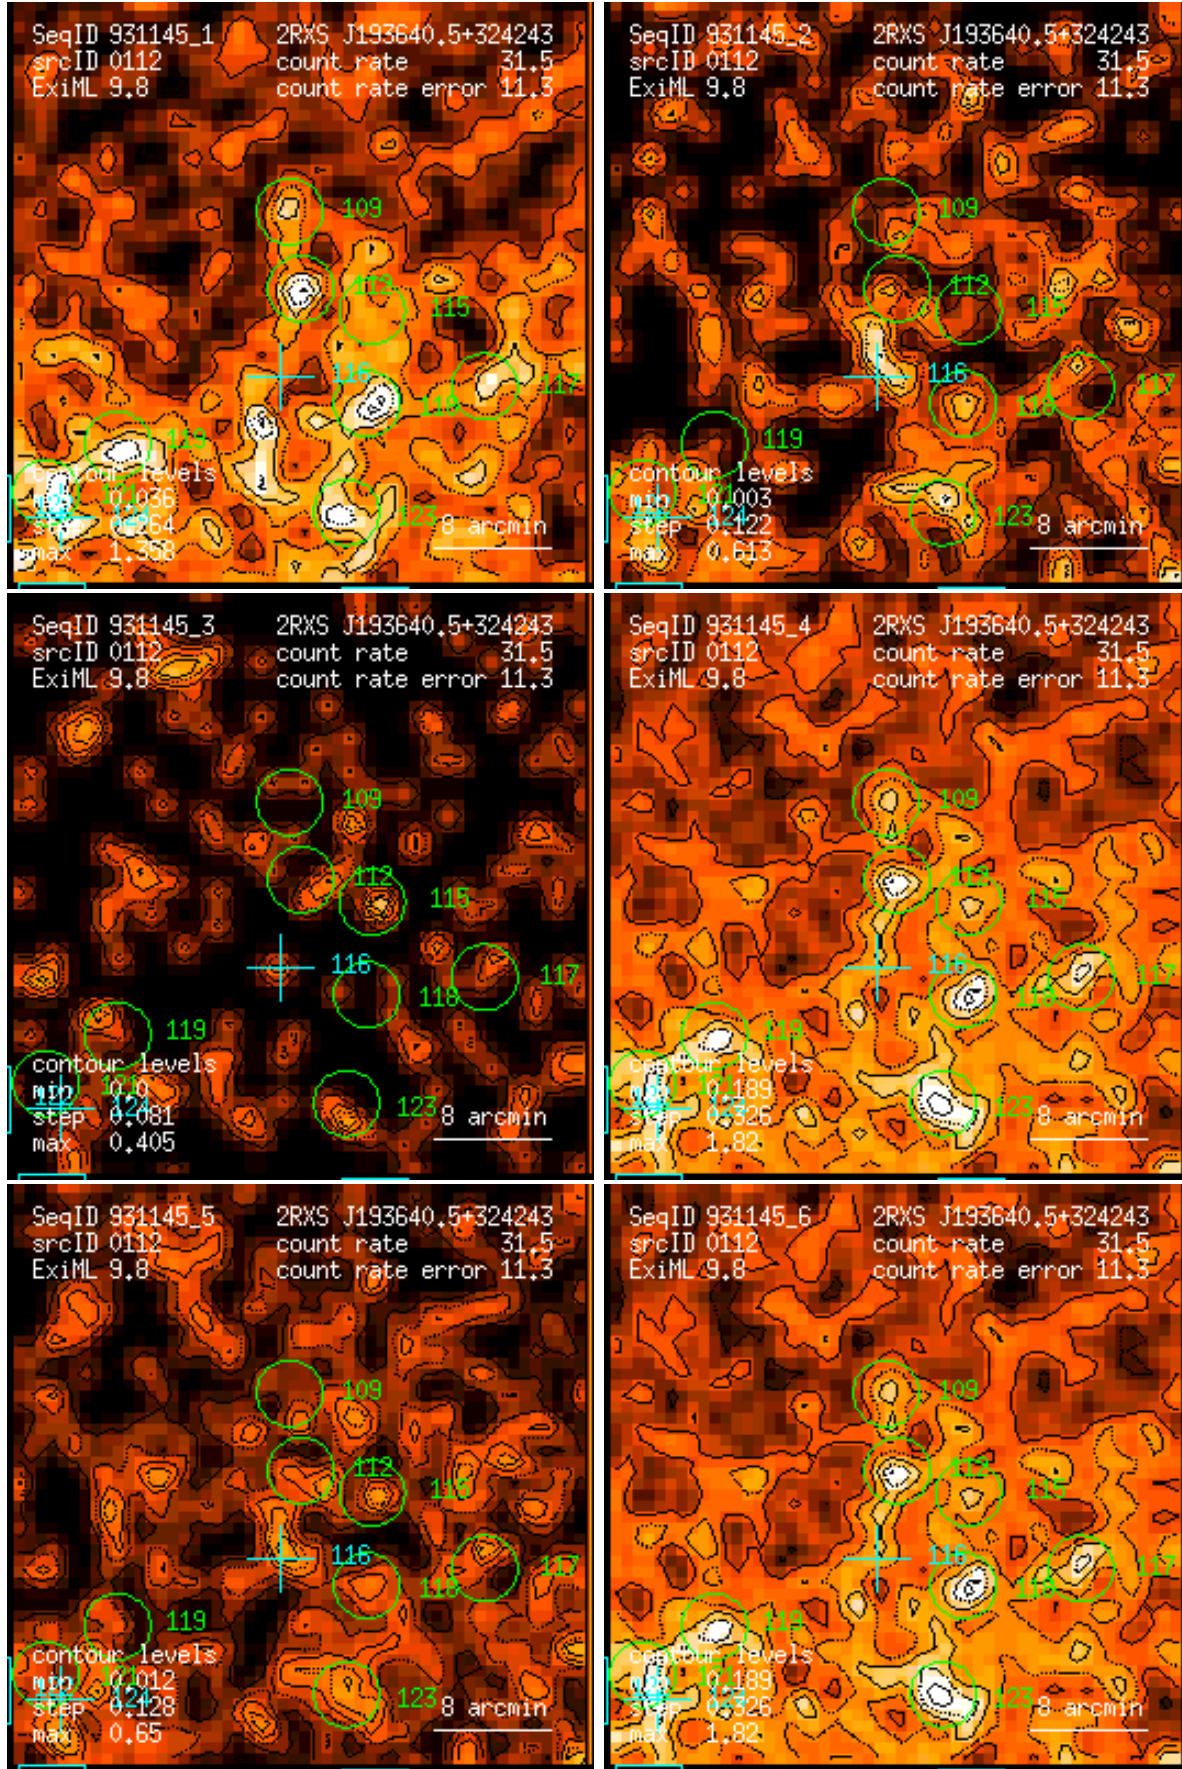 SeqID 931145_1 2RXS J193640.5+324243
srcID 0112 count rate 31.5
ExiML 9.8 count rate error 11.3
109
112
115
116
117
118
119
contour levels
min 0.036
124
step 0.264
123
8 arcmin
max 1.358
SeqID 931145_2 2RXS J193640.5+324243
srcID 0112 count rate 31.5
ExiML 9.8 count rate error 11.3
109
112
115
116
117
118
119
contour levels
min 0.003
124
step 0.122
123
8 arcmin
max 0.613
SeqID 931145_3 2RXS J193640.5+324243
srcID 0112 count rate 31.5
ExiML 9.8 count rate error 11.3
109
112
115
116
117
118
119
contour levels
min 0.0
124
step 0.081
123
8 arcmin
max 0.405
SeqID 931145_4 2RXS J193640.5+324243
srcID 0112 count rate 31.5
ExiML 9.8 count rate error 11.3
109
112
115
116
117
118
119
contour levels
min 0.189
step 0.326
123
8 arcmin
max 1.82
SeqID 931145_5 2RXS J193640.5+324243
srcID 0112 count rate 31.5
ExiML 9.8 count rate error 11.3
109
112
115
116
117
118
119
contour levels
min 0.012
124
step 0.128
123
8 arcmin
max 0.65
SeqID 931145_6 2RXS J193640.5+324243
srcID 0112 count rate 31.5
ExiML 9.8 count rate error 11.3
109
112
115
116
117
118
119
contour levels
min 0.189
step 0.326
123
8 arcmin
max 1.82